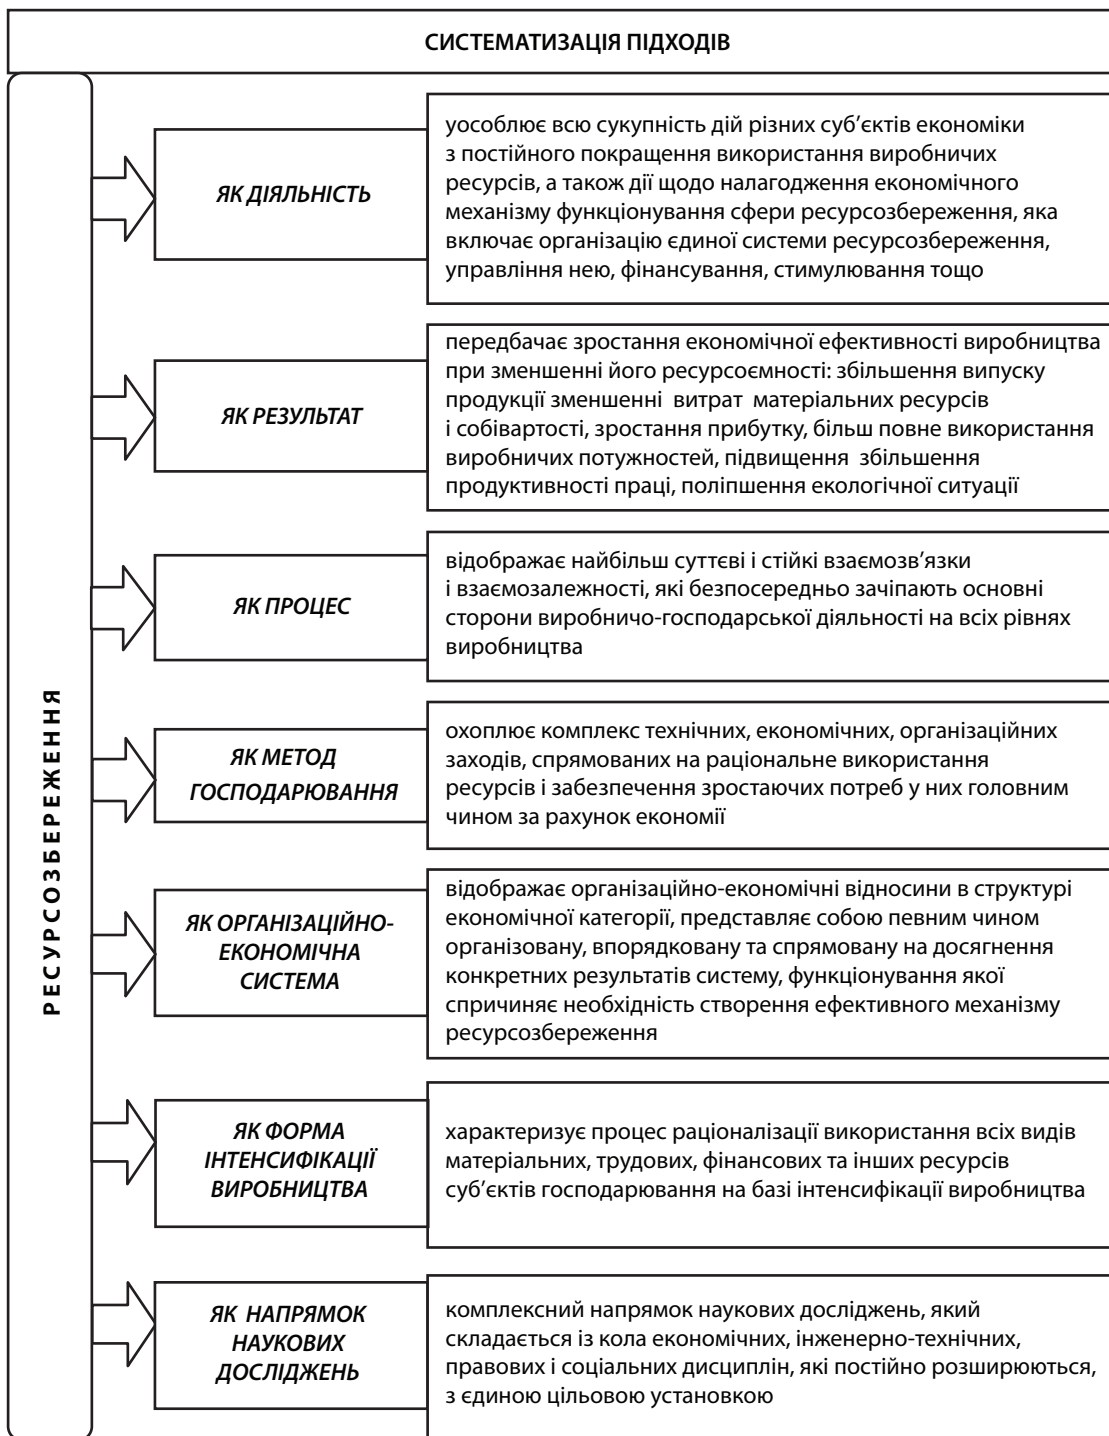 СИСТЕМАТИЗАЦІЯ ПІДХОДІВ
РЕСУРСОЗБЕРЕЖЕННЯ
ЯК ДІЯЛЬНІСТЬ
уособлює всю сукупність дій різних суб’єктів економіки
з постійного покращення використання виробничих
ресурсів, а також дії щодо налагодження економічного
механізму функціонування сфери ресурсозбереження, яка
включає організацію єдиної системи ресурсозбереження,
управління нею, фінансування, стимулювання тощо
ЯК РЕЗУЛЬТАТ
передбачає зростання економічної ефективності виробництва
при зменшенні його ресурсоємності: збільшення випуску
продукції зменшенні витрат матеріальних ресурсів
і собівартості, зростання прибутку, більш повне використання
виробничих потужностей, підвищення збільшення
продуктивності праці, поліпшення екологічної ситуації
ЯК ПРОЦЕС
відображає найбільш суттєві і стійкі взаємозв’язки
і взаємозалежності, які безпосередньо зачіпають основні
сторони виробничо-господарської діяльності на всіх рівнях
виробництва
ЯК МЕТОД
ГОСПОДАРЮВАННЯ
охоплює комплекс технічних, економічних, організаційних
заходів, спрямованих на раціональне використання
ресурсів і забезпечення зростаючих потреб у них головним
чином за рахунок економії
ЯК ОРГАНІЗАЦІЙНО-
ЕКОНОМІЧНА
СИСТЕМА
відображає організаційно-економічні відносини в структурі
економічної категорії, представляє собою певним чином
організовану, впорядковану та спрямовану на досягнення
конкретних результатів систему, функціонування якої
спричиняє необхідність створення ефективного механізму
ресурсозбереження
ЯК ФОРМА
ІНТЕНСИФІКАЦІЇ
ВИРОБНИЦТВА
характеризує процес раціоналізації використання всіх видів
матеріальних, трудових, фінансових та інших ресурсів
суб’єктів господарювання на базі інтенсифікації виробництва
ЯК НАПРЯМОК
НАУКОВИХ
ДОСЛІДЖЕНЬ
комплексний напрямок наукових досліджень, який
складається із кола економічних, інженерно-технічних,
правових і соціальних дисциплін, які постійно розширюються,
з єдиною цільовою установкою